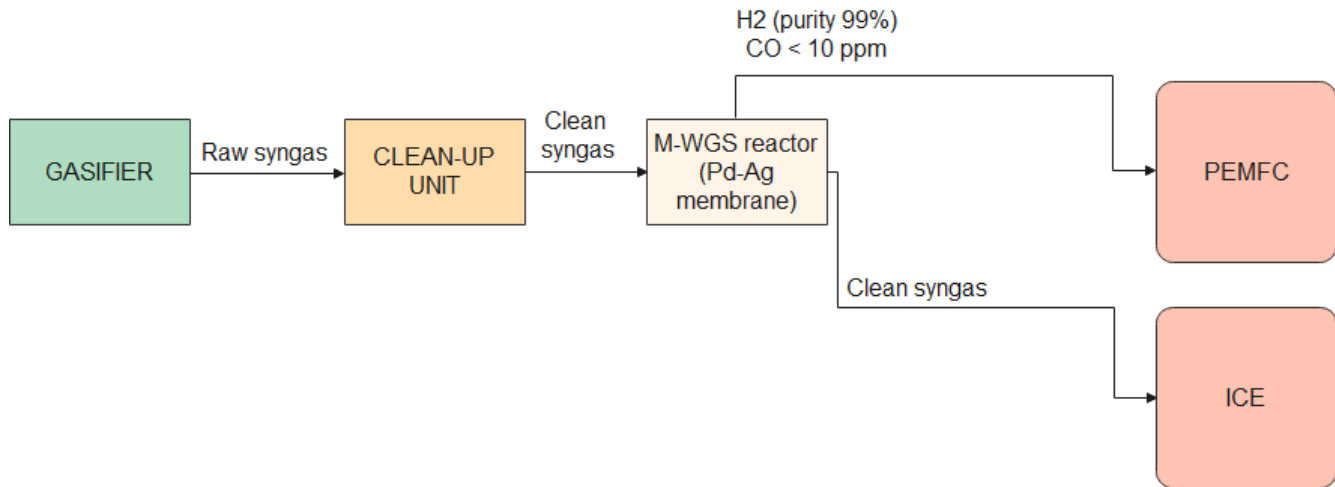 H2 (purity 99%)
CO < 10 ppm
GASIFIER
Raw syngas
CLEAN-UP
UNIT
Clean
syngas
M-WGS reactor
(Pd-Ag
membrane)
PEMFC
Clean syngas
ICE